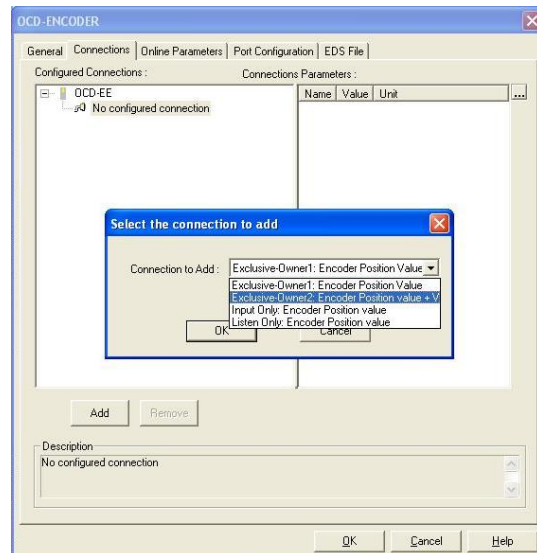 OCD-ENCODER
General Connections Online Parameters Port Configuration EDS File
Configured Connections : Connections Parameters :
OCD-EE
No configured connection
Name Value Unit ...
Select the connection to add
Connection to Add : Exclusive-Owner1: Encoder Position Value
Exclusive-Owner1: Encoder Position Value
Exclusive-Owner2: Encoder Position value + V
Input Only: Encoder Position value
Listen Only: Encoder Position value
OK Cancel
Add Remove
Description
No configured connection
OK Cancel Help